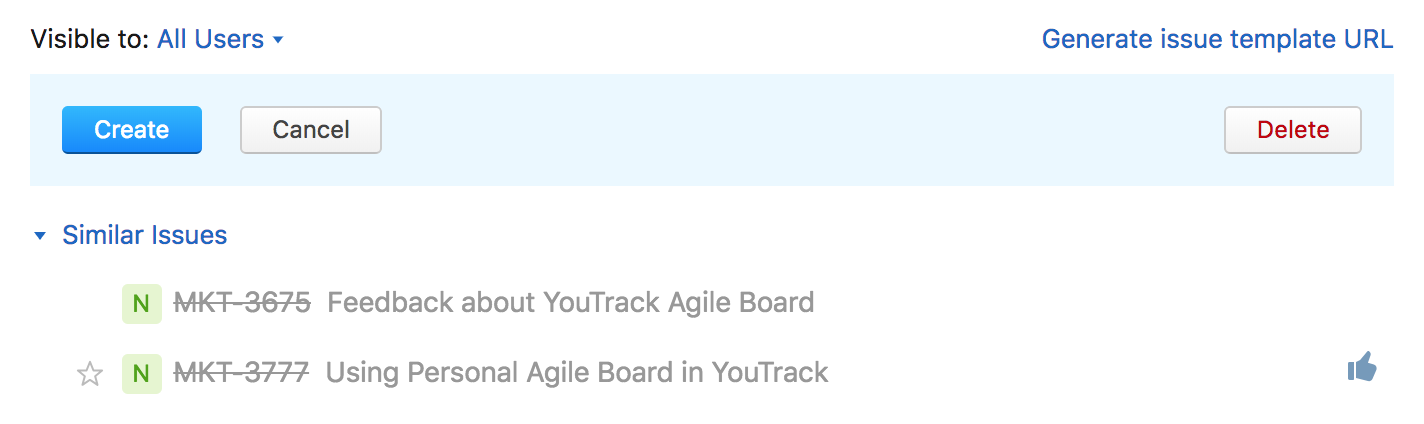 Visible to: All Users Generate issue template URL
Create Cancel Delete
Similar Issues
N MKT-3675 Feedback about YouTrack Agile Board
N MKT-3777 Using Personal Agile Board in YouTrack